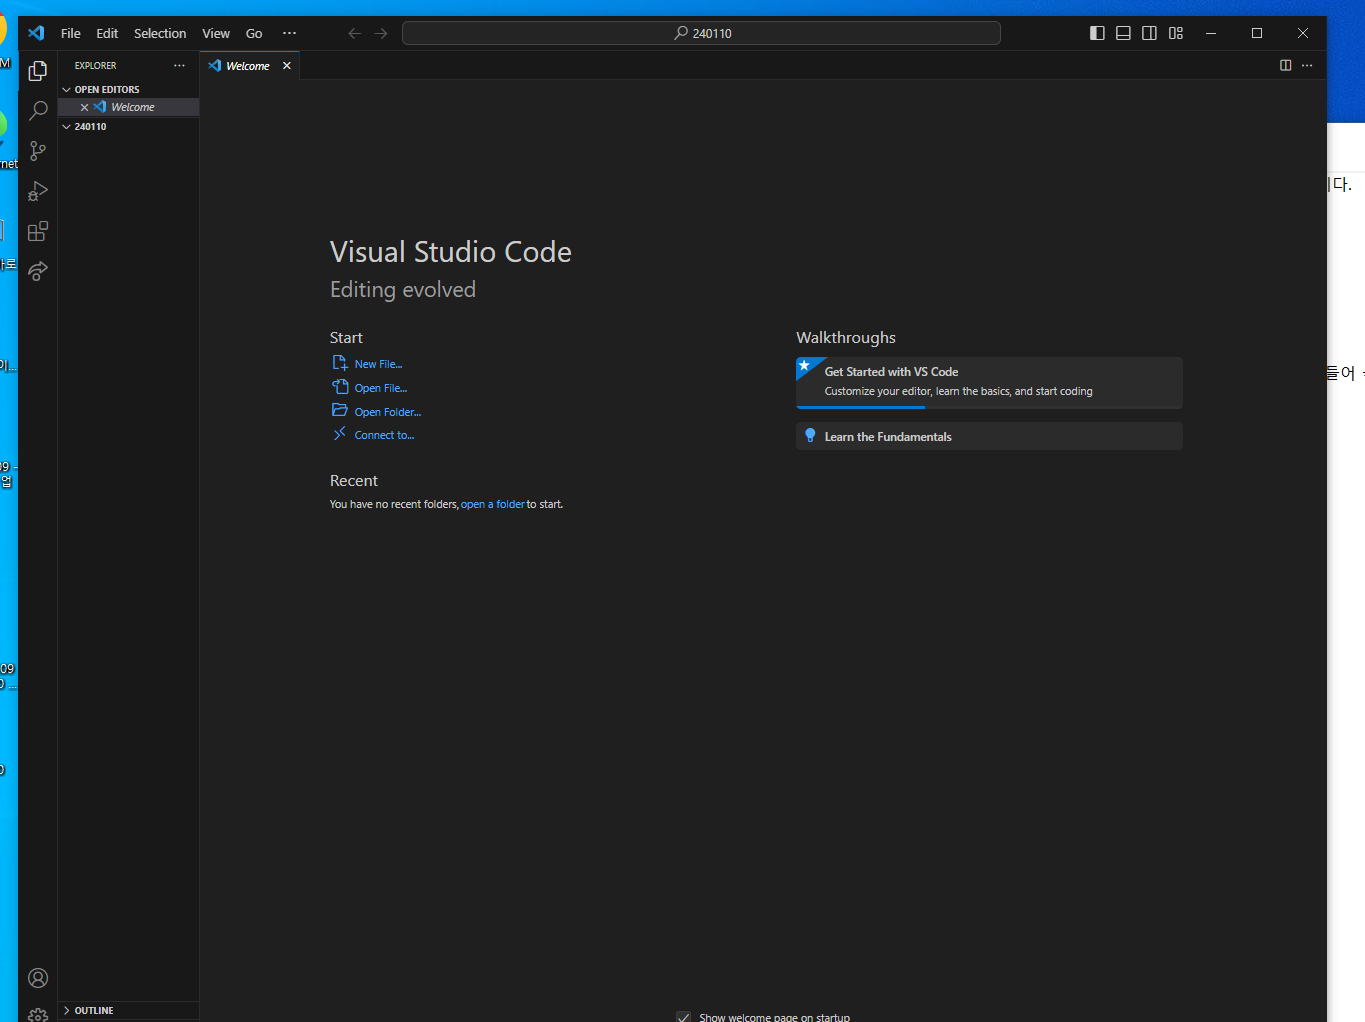 File Edit Selection View Go
240110
EXPLORER
Welcome
OPEN EDITORS
Welcome
240110
Visual Studio Code
Editing evolved
Start
New File...
Open File...
Open Folder...
Connect to...
Recent
You have no recent folders, open a folder to start.
Walkthroughs
Get Started with VS Code
Customize your editor, learn the basics, and start coding
Learn the Fundamentals
OUTLINE
Show welcome page on startup
M
rnet
로
이...
09 -
업
09
다.
들어